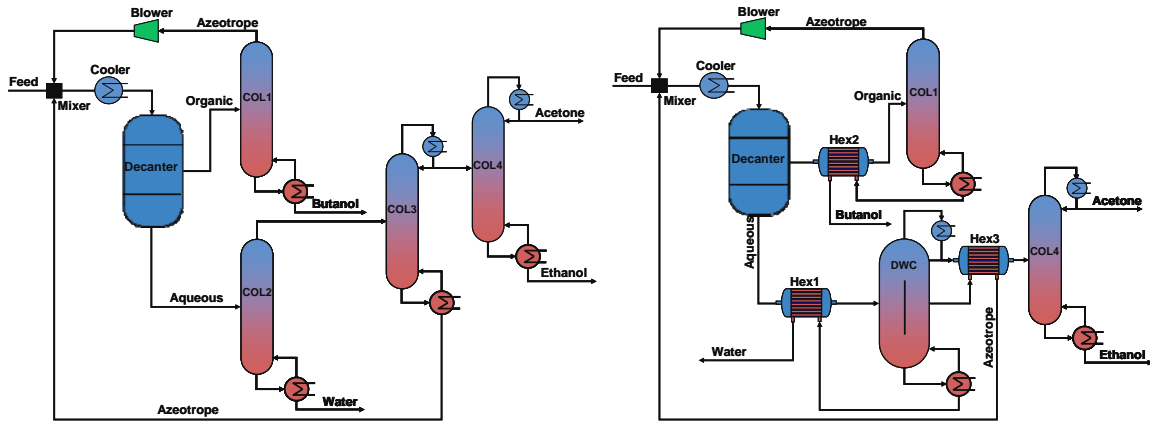 Blower
Azeotrope
Feed
Mixer
Cooler
Organic
COL1
Acetone
Decanter
COL4
COL3
Butanol
Aqueous
COL2
Ethanol
Water
Azeotrope
Blower
Azeotrope
Feed
Mixer
Cooler
Organic
COL1
Hex2
Decanter
Butanol
Acetone
Aqueous
Hex3
DWC
COL4
Hex1
Azeotrope
Water
Ethanol